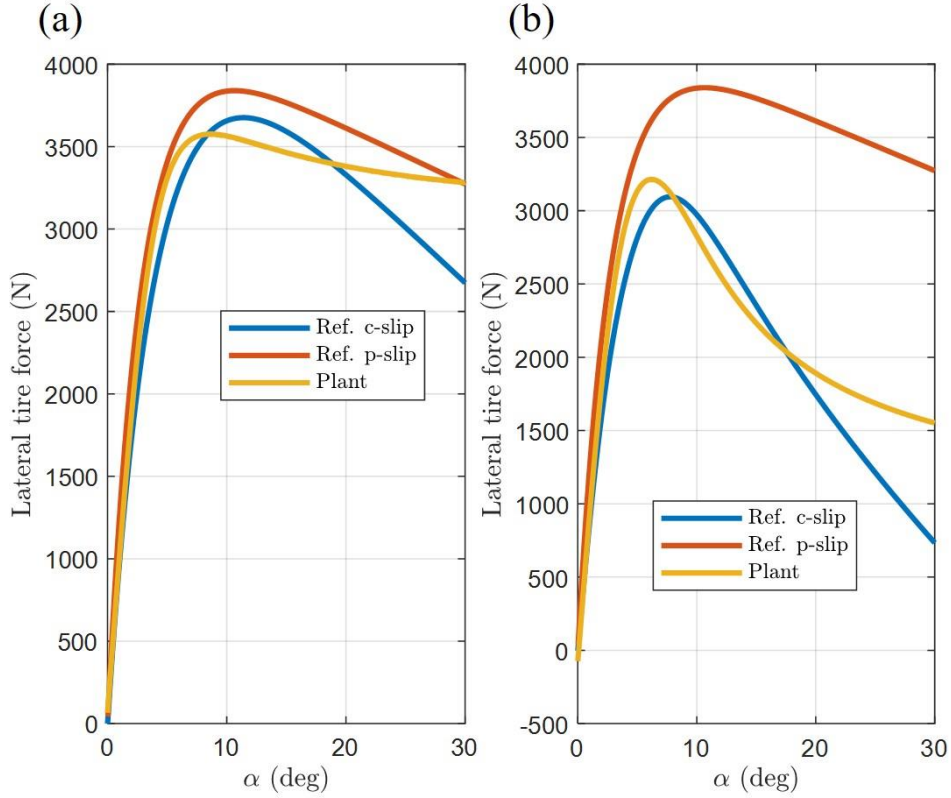 (a)
4000
3500
3000
2500
2000
1500
1000
500
0
Lateral tire force (N)
Ref. c-slip
Ref. p-slip
Plant
0 10 20 30
α (deg)
(b)
4000
3500
3000
2500
2000
1500
1000
500
0
-500
Lateral tire force (N)
Ref. c-slip
Ref. p-slip
Plant
0 10 20 30
α (deg)